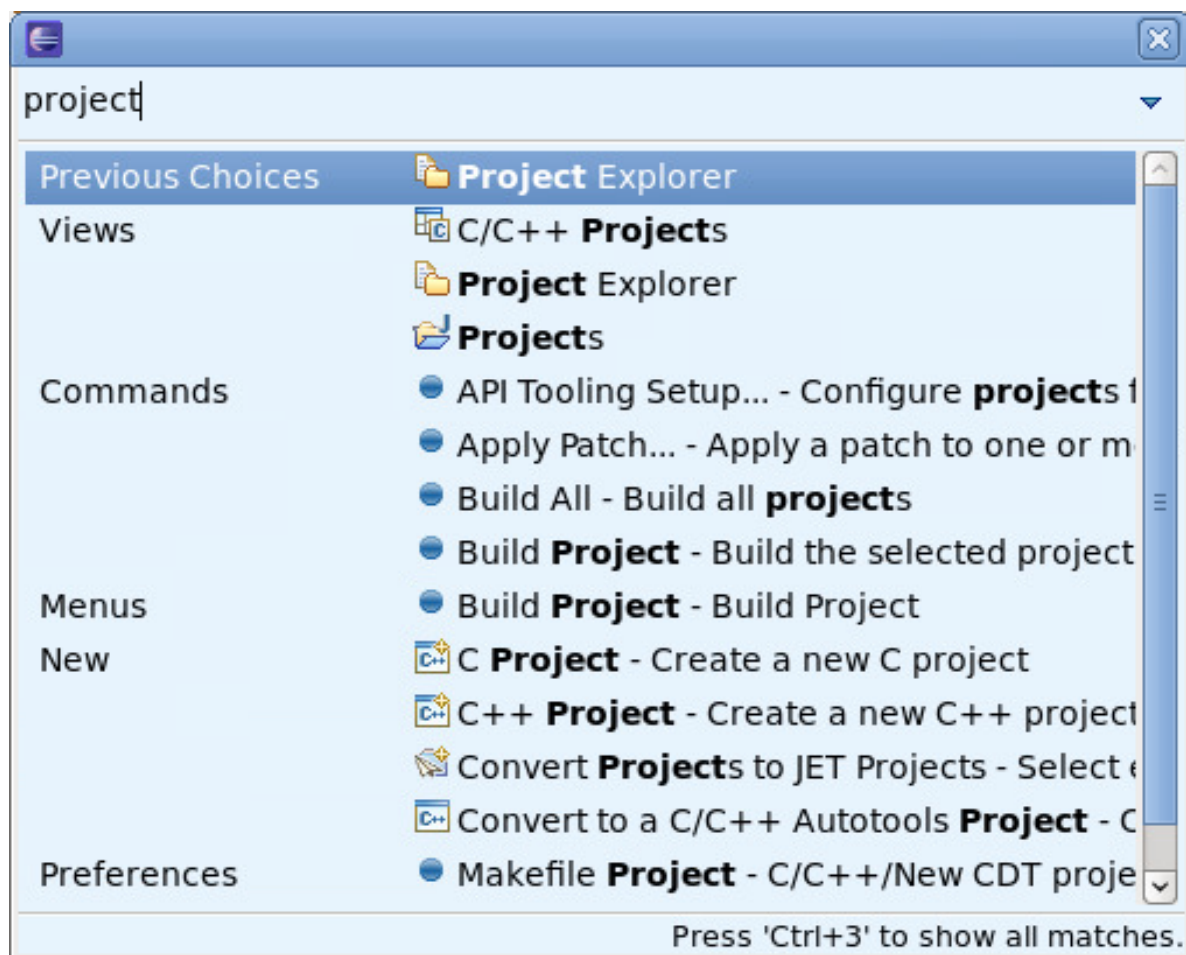 project
Previous Choices Project Explorer
Views C/C++ Projects
Project Explorer
Projects
Commands API Tooling Setup... - Configure projects
Apply Patch... - Apply a patch to one or
Build All - Build all projects
Build Project - Build the selected project
Menus Build Project - Build Project
New C Project - Create a new C project
C++ Project - Create a new C++ project
Convert Projects to JET Projects - Select
Convert to a C/C++ Autotools Project -
Preferences Makefile Project - C/C++/New CDT
Press 'Ctrl+3' to show all matches.